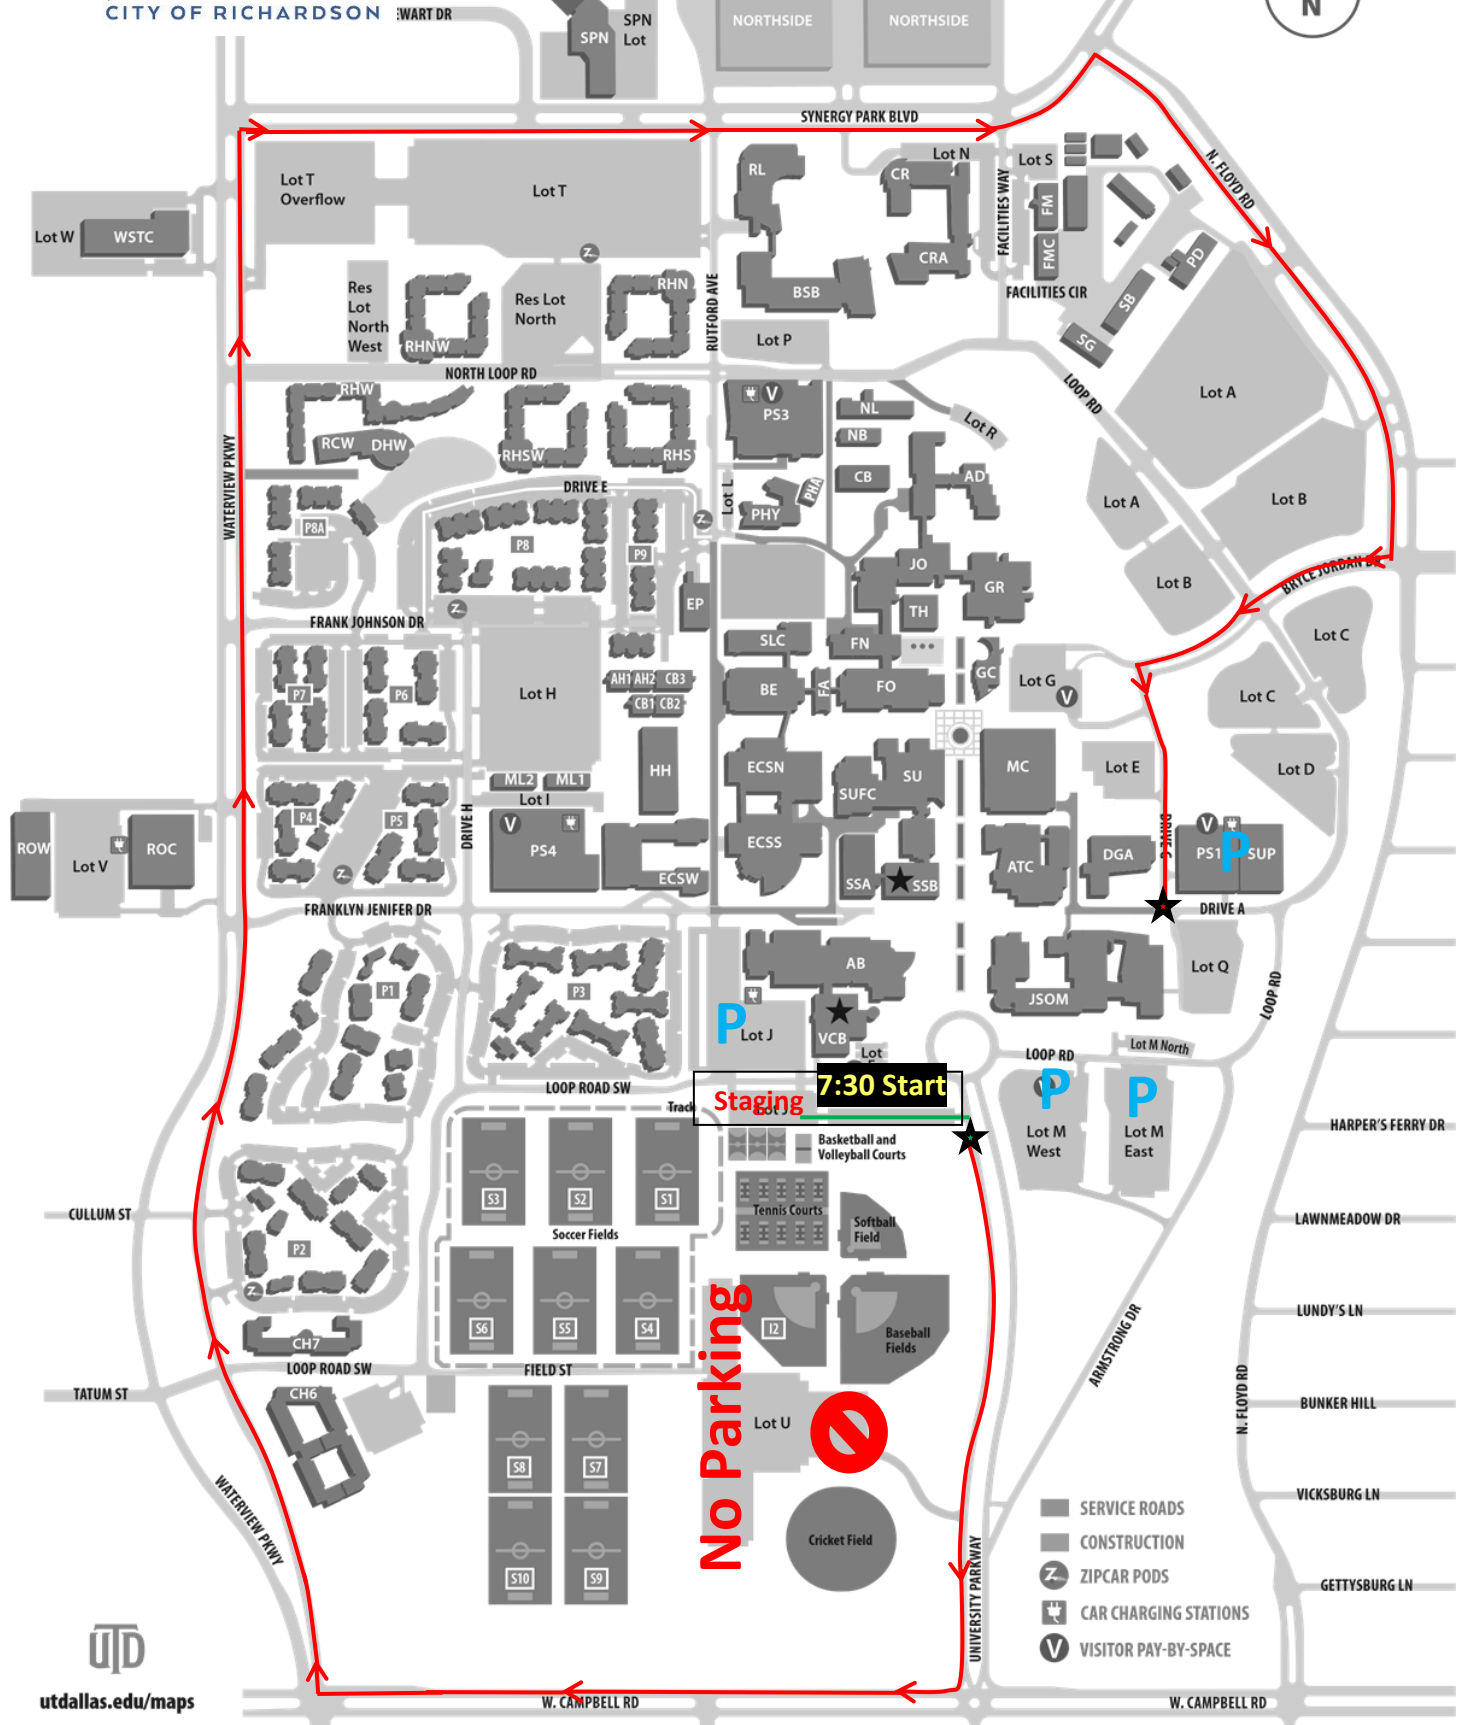 CITY OF RICHARDSON
EWART DR
SPN
SPN
Lot
NORTHSIDE
NORTHSIDE
N
SYNERGY PARK BLVD
N. FLOYD RD
Lot T
Overflow
Lot T
RL
CR
Lot N
Lot S
FACILITIES WAY
FM
FMC
Lot W
WSTC
Z
CRA
PD
BSB
FACILITIES CIR
SB
SG
Res
Lot
North
West
RHNW
Res Lot
North
RHN
RUTFORD AVE
Lot P
NORTH LOOP RD
LOOP RD
Lot A
RHW
RCW
DHW
RHSW
RHS
V
PS3
NL
NB
CB
Lot R
AD
WATERVIEW PKWY
DRIVE E
Lot L
PHY
PHA
Z
Lot A
Lot B
P8A
P8
P9
JO
GR
TH
Lot B
BRYCE JORDAN DR
Z
EP
FRANK JOHNSON DR
SLC
FN
Lot C
P7
P6
Lot H
AH1
AH2
CB3
CB1
CB2
BE
FA
FO
GC
Lot G
V
Lot C
HH
ECSN
SU
SUFC
MC
Lot E
Lot D
ML2
ML1
Lot I
P4
P5
DRIVE H
V
PS4
ECSS
ECSW
SSA
SSB
ATC
DGA
DRIVE G
V
PS1
P
SUP
ROW
Lot V
ROC
Z
FRANKLYN JENIFER DR
DRIVE A
P1
P3
AB
P
Lot J
VCB
Lot
JSOM
Lot Q
LOOP RD
LOOP RD
Lot M North
LOOP ROAD SW
Track
Staging
7:30 Start
V
P
P
Lot M
West
Lot M
East
Basketball and
Volleyball Courts
HARPER'S FERRY DR
S3
S2
S1
Tennis Courts
Softball
Field
CULLUM ST
LAWNMEADOW DR
Soccer Fields
P2
Z
S6
S5
S4
I2
Baseball
Fields
LUNDY'S LN
ARMSTRONG DR
CH7
LOOP ROAD SW
FIELD ST
No Parking
TATUM ST
CH6
Lot U
N. FLOYD RD
BUNKER HILL
S8
S7
WATERVIEW PKWY
VICKSBURG LN
SERVICE ROADS
CONSTRUCTION
Z
ZIPCAR PODS
CAR CHARGING STATIONS
V
VISITOR PAY-BY-SPACE
Cricket Field
S10
S9
UNIVERSITY PARKWAY
GETTYSBURG LN
UTD
utdallas.edu/maps
W. CAMPBELL RD
W. CAMPBELL RD